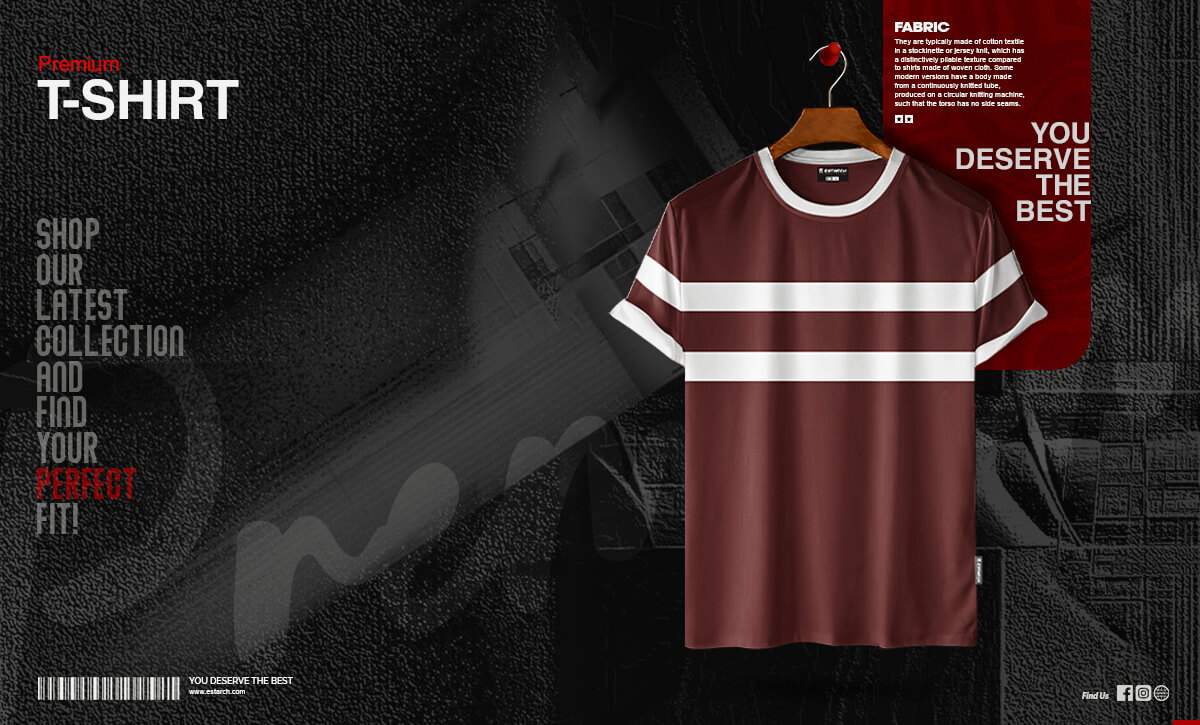 Premium
T-SHIRT
SHOP
OUR
LATEST
COLLECTION
AND
FIND
YOUR
PERFECT
FIT!
FABRIC
They are typically made of cotton textile
in a stockinette or jersey knit, which has
a distinctively pliable texture compared
to shirts made of woven cloth. Some
modern versions have a body made
from a continuously knitted tube,
produced on a circular knitting machine,
such that the torso has no side seams.
YOU
DESERVE
THE
BEST
ESTARCH
YOU DESERVE THE BEST
www.estarch.com
Find Us